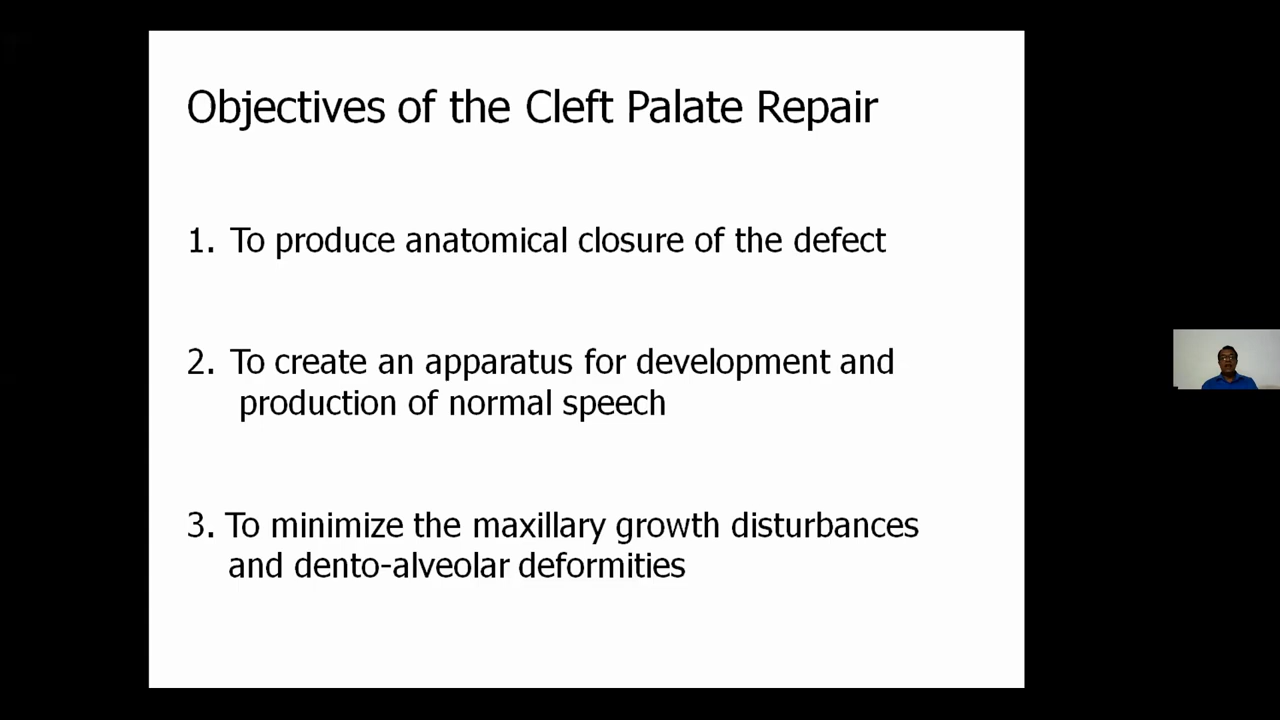 Objectives of the Cleft Palate Repair
1. To produce anatomical closure of the defect
2. To create an apparatus for development and
production of normal speech
3. To minimize the maxillary growth disturbances
and dento-alveolar deformities